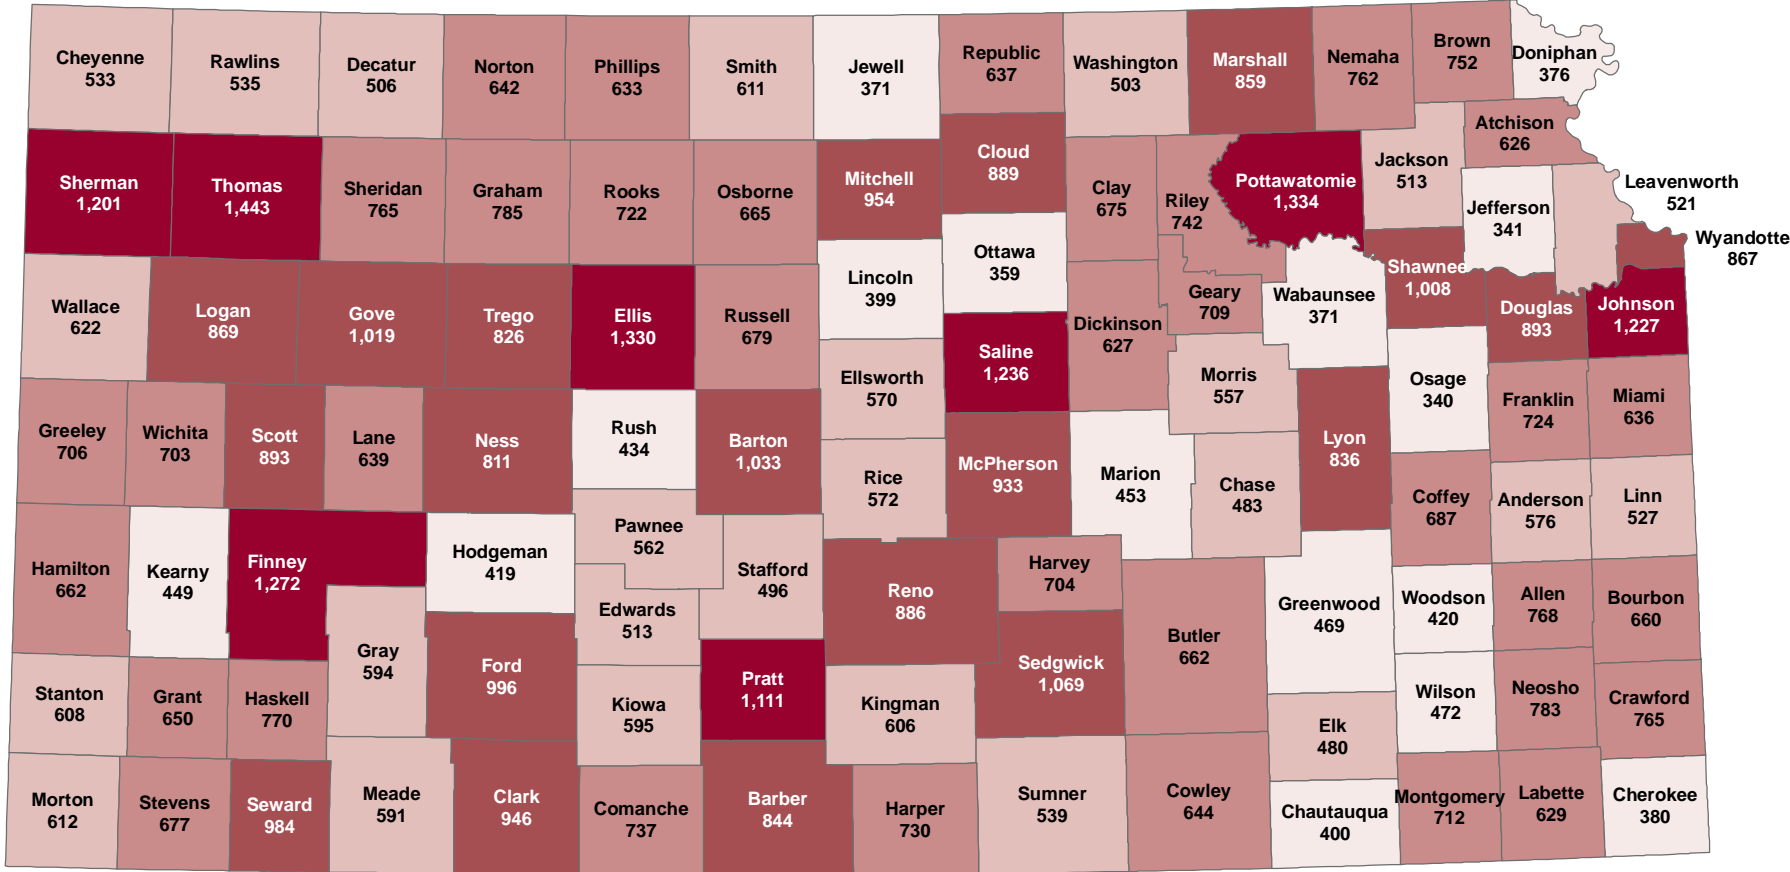 Cheyenne
533
Rawlins
535
Decatur
506
Norton
642
Phillips
633
Smith
611
Jewell
371
Republic
637
Washington
503
Marshall
859
Nemaha
762
Brown
752
Doniphan
376
Sherman
1,201
Thomas
1,443
Sheridan
765
Graham
785
Rooks
722
Osborne
665
Mitchell
954
Cloud
889
Clay
675
Riley
742
Pottawatomie
1,334
Jackson
513
Atchison
626
Jefferson
341
Leavenworth
521
Wyandotte
867
Wallace
622
Logan
869
Gove
1,019
Trego
826
Ellis
1,330
Russell
679
Lincoln
399
Ottawa
359
Saline
1,236
Dickinson
627
Geary
709
Wabaunsee
371
Shawnee
1,008
Douglas
893
Johnson
1,227
Ellsworth
570
Morris
557
Osage
340
Franklin
724
Miami
636
Greeley
706
Wichita
703
Scott
893
Lane
639
Ness
811
Rush
434
Barton
1,033
Rice
572
McPherson
933
Marion
453
Chase
483
Lyon
836
Coffey
687
Anderson
576
Linn
527
Hamilton
662
Kearny
449
Finney
1,272
Hodgeman
419
Pawnee
562
Stafford
496
Edwards
513
Reno
886
Harvey
704
Sedgwick
1,069
Butler
662
Greenwood
469
Woodson
420
Allen
768
Bourbon
660
Gray
594
Ford
996
Kiowa
595
Pratt
1,111
Kingman
606
Elk
480
Wilson
472
Neosho
783
Crawford
765
Stanton
608
Grant
650
Haskell
770
Morton
612
Stevens
677
Seward
984
Meade
591
Clark
946
Comanche
737
Barber
844
Harper
730
Sumner
539
Cowley
644
Chautauqua
400
Montgomery
712
Labette
629
Cherokee
380